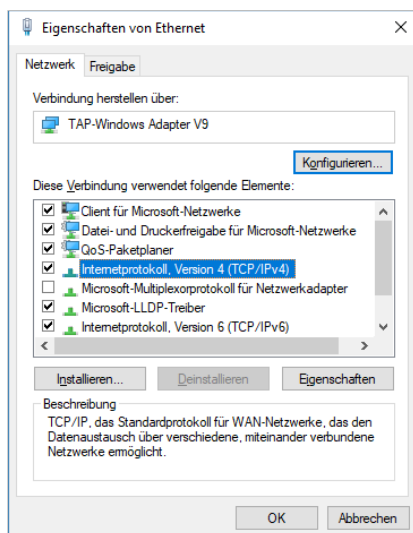 Eigenschaften von Ethernet
Netzwerk
Freigabe
Verbindung herstellen über:
TAP-Windows Adapter V9
Konfigurieren...
Diese Verbindung verwendet folgende Elemente:
Client für Microsoft-Netzwerke
Datei- und Druckerfreigabe für Microsoft-Netzwerke
QoS-Paketplaner
Internetprotokoll, Version 4 (TCP/IPv4)
Microsoft-Multiplexorprotokoll für Netzwerkadapter
Microsoft-LLDP-Treiber
Internetprotokoll, Version 6 (TCP/IPv6)
Installieren...
Deinstallieren
Eigenschaften
Beschreibung
TCP/IP, das Standardprotokoll für WAN-Netzwerke, das den
Datenaustausch über verschiedene, miteinander verbundene
Netzwerke ermöglicht.
OK
Abbrechen